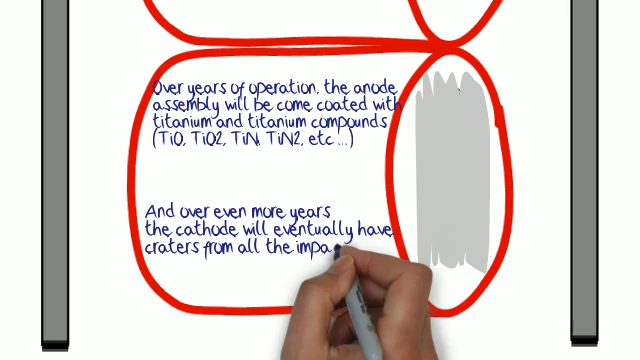 Over years of operation, the anode
assembly will be come coated with
titanium and titanium compounds
(TiO, TiO2, TiN, TiN2, etc ...)
And over even more years
the cathode will eventually have
craters from all the impa